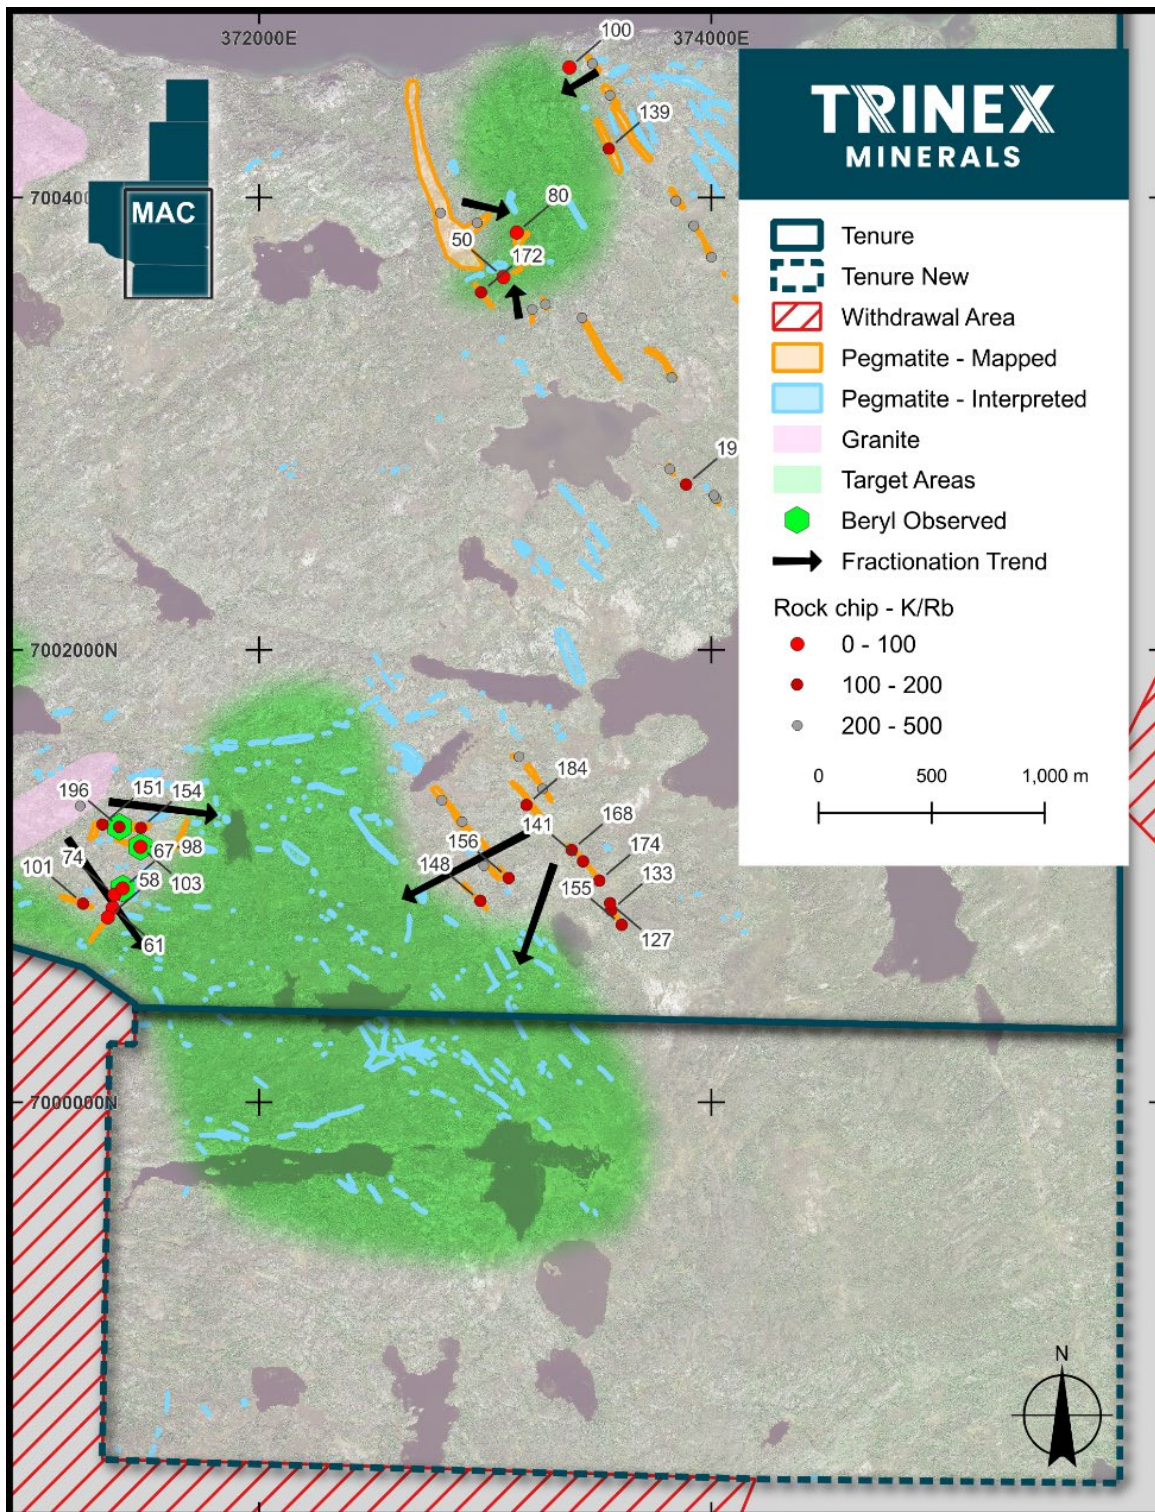 372000E
374000E
100
139
TRINEX
MINERALS
700400
MAC
80
50
172
Tenure
Tenure New
Withdrawal Area
Pegmatite - Mapped
Pegmatite - Interpreted
Granite
Target Areas
Beryl Observed
Fractionation Trend
Rock chip - K/Rb
0 - 100
100 - 200
200 - 500
0
500
1,000 m
19
7002000N
184
196
151
154
141
168
156
74
67
98
148
174
101
58
103
155
133
61
127
7000000N
N